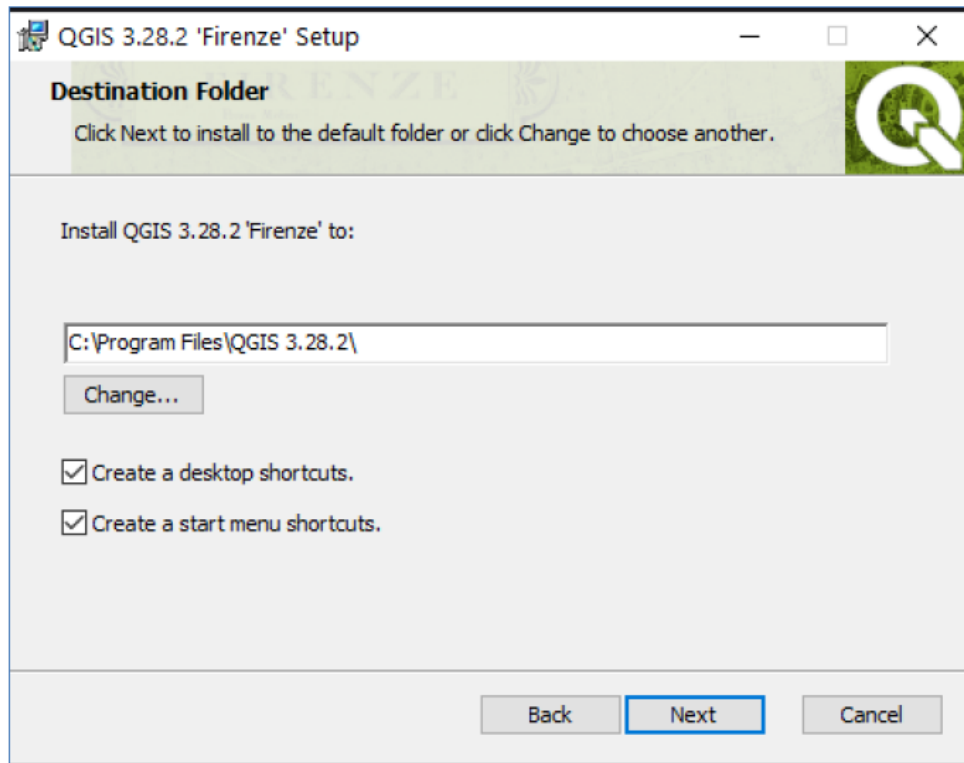 QGIS 3.28.2 'Firenze' Setup
FIRENZE
Destination Folder
Click Next to install to the default folder or click Change to choose another.
Install QGIS 3.28.2 'Firenze' to:
C:\Program Files\QGIS 3.28.2\
Change...
Create a desktop shortcuts.
Create a start menu shortcuts.
Back Next Cancel